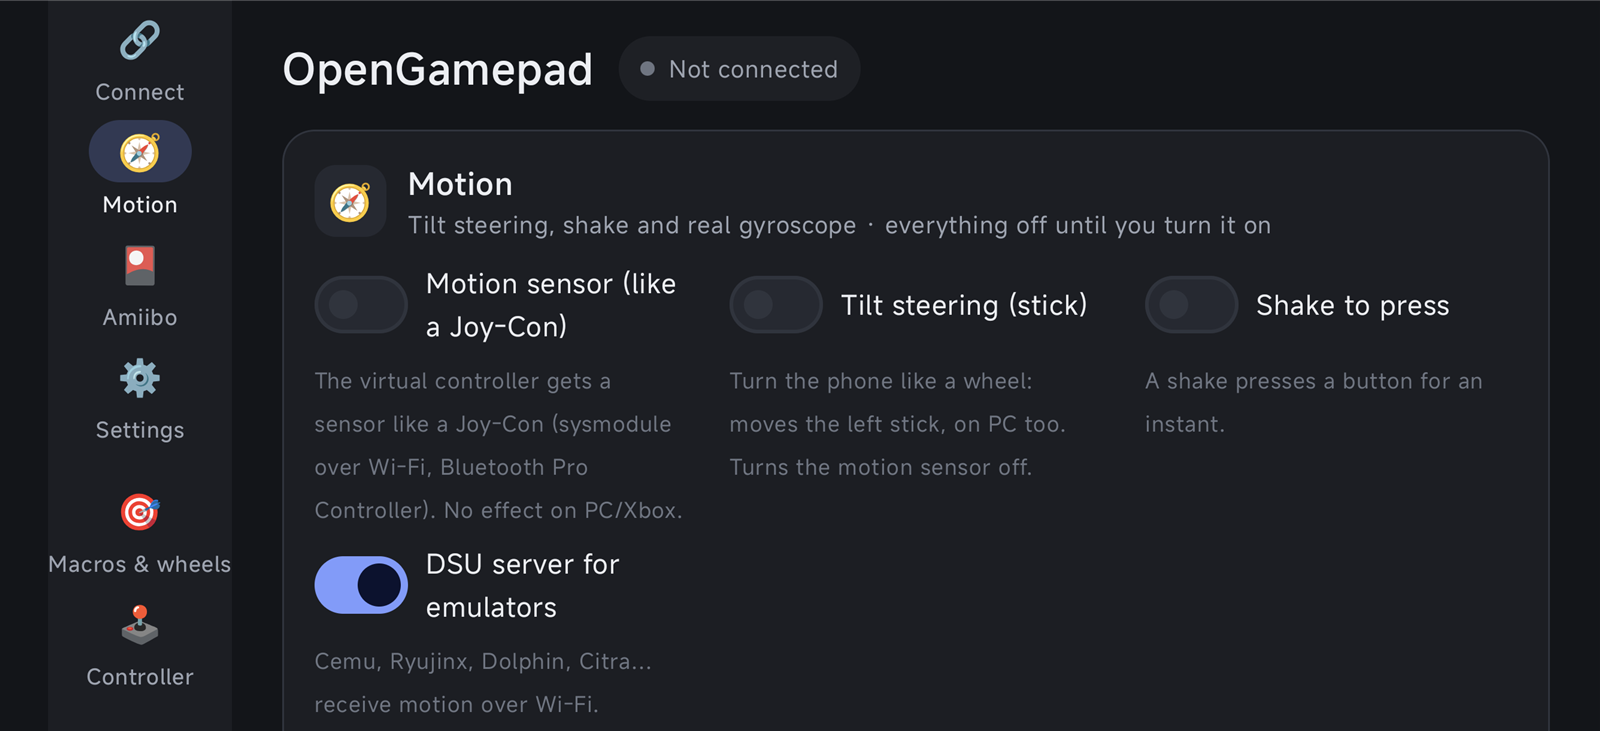 Connect
Motion
Amiibo
Settings
Macros & wheels
Controller
OpenGamepad
Not connected
Motion
Tilt steering, shake and real gyroscope · everything off until you turn it on
Motion sensor (like
a Joy-Con)
The virtual controller gets a
sensor like a Joy-Con (sysmodule
over Wi-Fi, Bluetooth Pro
Controller). No effect on PC/Xbox.
Tilt steering (stick)
Turn the phone like a wheel:
moves the left stick, on PC too.
Turns the motion sensor off.
Shake to press
A shake presses a button for an
instant.
DSU server for
emulators
Cemu, Ryujinx, Dolphin, Citra...
receive motion over Wi-Fi.